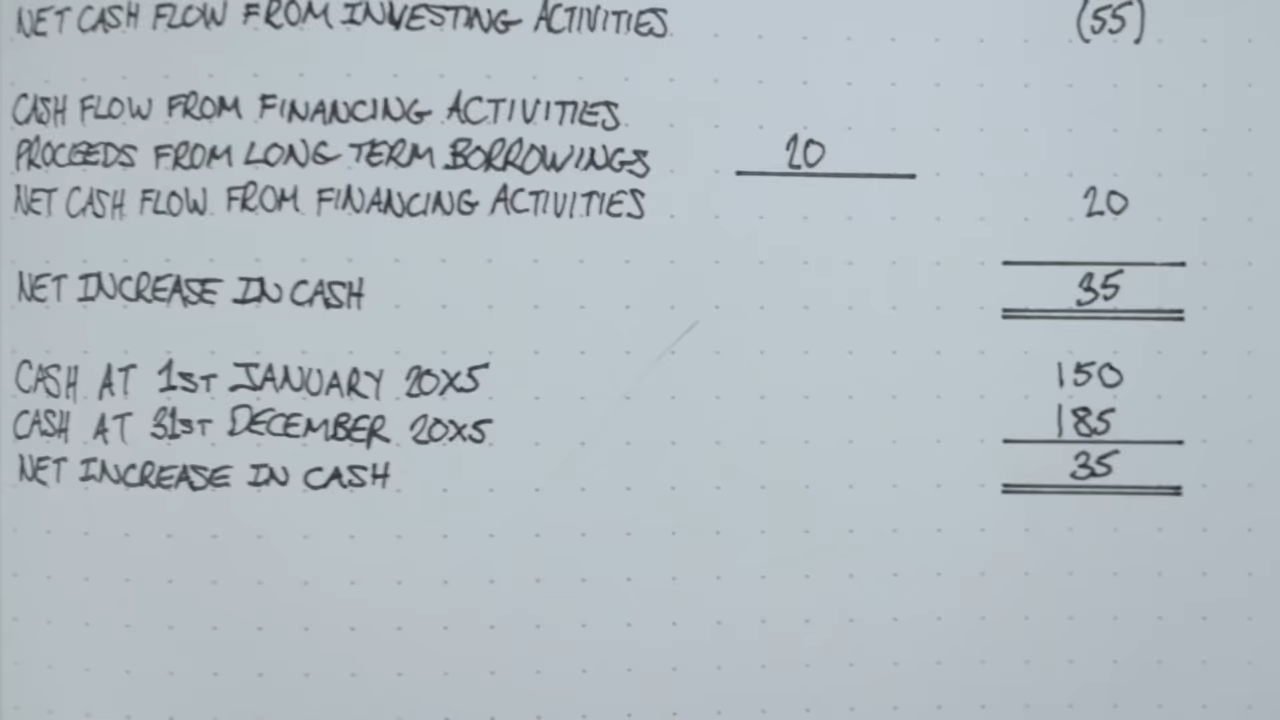 NET CASH FLOW FROM INVESTING ACTIVITIES (55)
CASH FLOW FROM FINANCING ACTIVITIES
PROCEEDS FROM LONG TERM BORROWINGS 20
NET CASH FLOW FROM FINANCING ACTIVITIES 20
NET INCREASE IN CASH 35
CASH AT 1ST JANUARY 20X5 150
CASH AT 31ST DECEMBER 20X5 185
NET INCREASE IN CASH 35